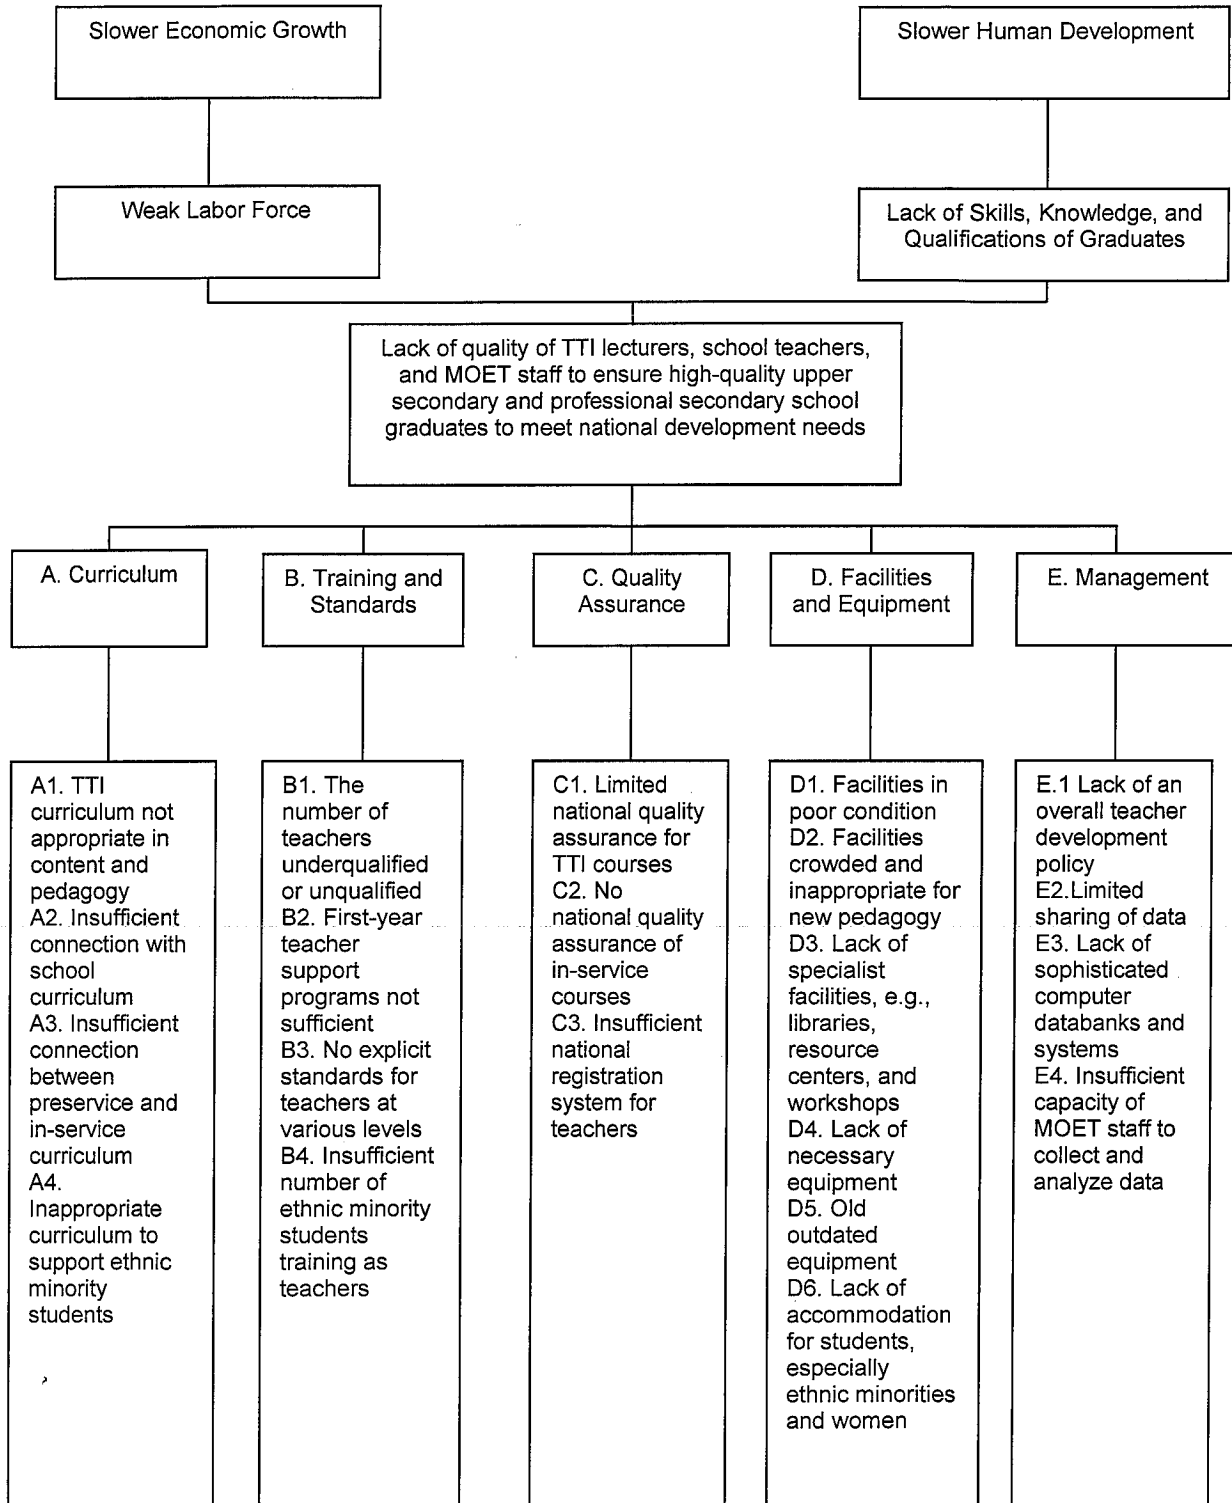 Slower Economic Growth
Slower Human Development
Weak Labor Force
Lack of Skills, Knowledge, and
Qualifications of Graduates
Lack of quality of TTI lecturers, school teachers,
and MOET staff to ensure high-quality upper
secondary and professional secondary school
graduates to meet national development needs
A. Curriculum
B. Training and
Standards
C. Quality
Assurance
D. Facilities
and Equipment
E. Management
A1. TTI
curriculum not
appropriate in
content and
pedagogy
A2. Insufficient
connection with
school
curriculum
A3. Insufficient
connection
between
preservice and
in-service
curriculum
A4.
Inappropriate
curriculum to
support ethnic
minority
students
B1. The
number of
teachers
underqualified
or unqualified
B2. First-year
teacher
support
programs not
sufficient
B3. No explicit
standards for
teachers at
various levels
B4. Insufficient
number of
ethnic minority
students
training as
teachers
C1. Limited
national quality
assurance for
TTI courses
C2. No
national quality
assurance of
in-service
courses
C3. Insufficient
national
registration
system for
teachers
D1. Facilities in
poor condition
D2. Facilities
crowded and
inappropriate for
new pedagogy
D3. Lack of
specialist
facilities, e.g.,
libraries,
resource
centers, and
workshops
D4. Lack of
necessary
equipment
D5. Old
outdated
equipment
D6. Lack of
accommodation
for students,
especially
ethnic minorities
and women
E.1 Lack of an
overall teacher
development
policy
E2.Limited
sharing of data
E3. Lack of
sophisticated
computer
databanks and
systems
E4. Insufficient
capacity of
MOET staff to
collect and
analyze data